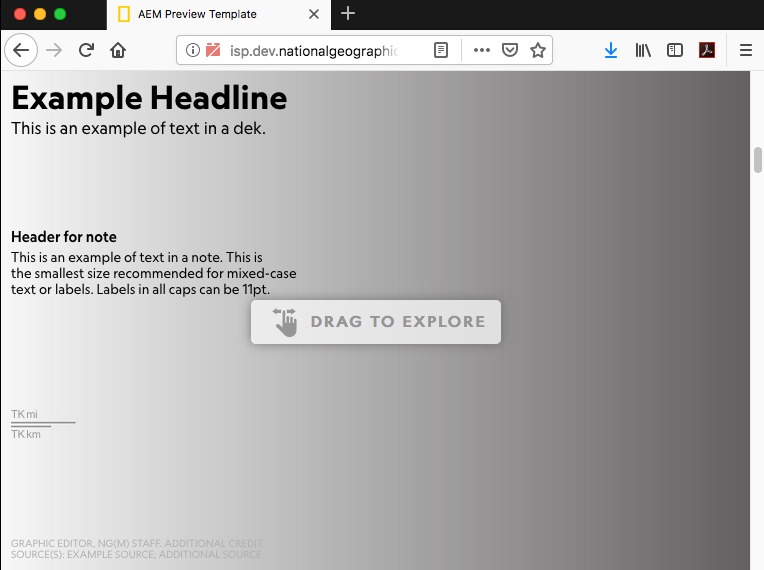 AEM Preview Template
isp.dev.nationalgeographic
Example Headline
This is an example of text in a dek.
Header for note
This is an example of text in a note. This is
the smallest size recommended for mixed-case
text or labels. Labels in all caps can be 11pt.
DRAG TO EXPLORE
TK mi
TK km
GRAPHIC EDITOR, NG(M) STAFF. ADDITIONAL CREDIT
SOURCE(S): EXAMPLE SOURCE; ADDITIONAL SOURCE